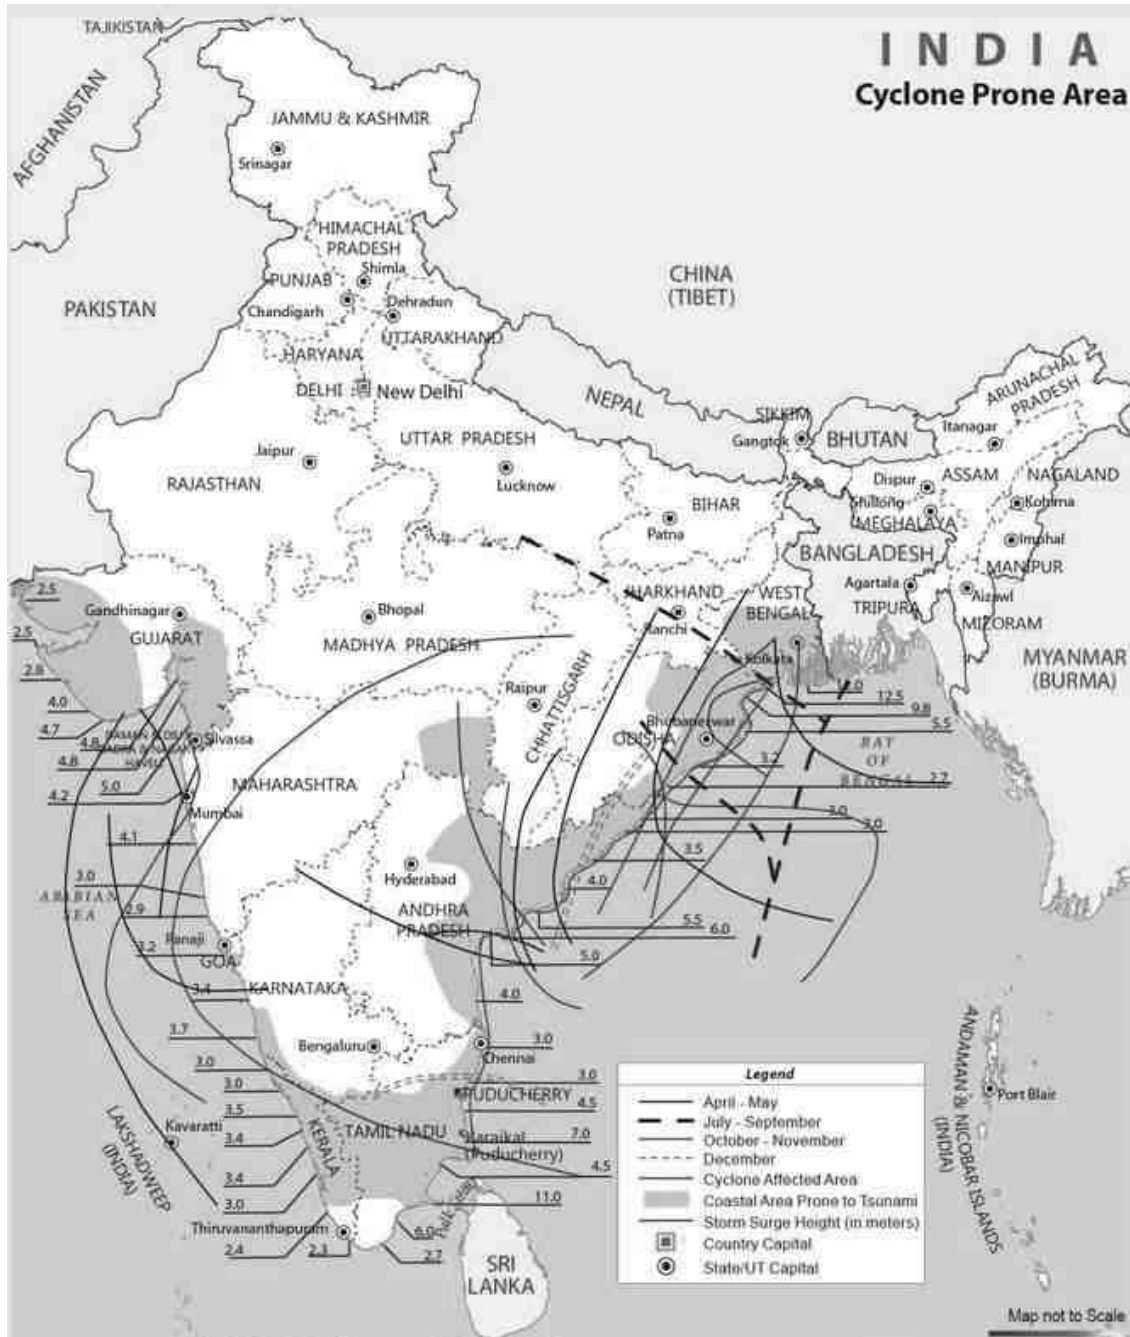 INDIA
Cyclone Prone Area
TAJIKISTAN
AFGHANISTAN
JAMMU & KASHMIR
Srinagar
HIMACHAL
PRADESH
Shimla
PUNJAB
Chandigarh
Dehradun
UTTARAKHAND
CHINA
(TIBET)
PAKISTAN
HARYANA
DELHI
New Delhi
NEPAL
SIKKIM
Gangtok
BHUTAN
ARUNACHAL
PRADESH
Itanagar
UTTAR PRADESH
Lucknow
Jaipur
RAJASTHAN
BIHAR
Patna
Dispur
ASSAM
NAGALAND
Shillong
Kohima
MEGHALAYA
Imphal
BANGLADESH
MANIPUR
Agartala
TRIPURA
Aizawl
MIZORAM
MYANMAR
(BURMA)
JHARKHAND
Ranchi
WEST
BENGAL
Kolkata
Gandhinagar
GUJARAT
Bhopal
MADHYA PRADESH
Raipur
CHHATTISGARH
Bhubaneswar
ODISHA
Silvassa
MAHARASHTRA
Mumbai
BAY
OF
BENGAL
Hyderabad
ANDHRA
PRADESH
ARABIAN
SEA
Panaji
GOA
KARNATAKA
Bengaluru
Chennai
PUDUCHERRY
Karaikal
(Puducherry)
TAMIL NADU
KERALA
Kavaratti
LAKSHADWEEP
(INDIA)
Thiruvananthapuram
SRI
LANKA
ANDAMAN & NICOBAR ISLANDS
(INDIA)
Port Blair
2.5
2.5
2.8
4.0
4.7
4.8
4.8
5.0
4.2
4.1
3.0
2.9
3.2
3.4
3.7
3.0
3.0
3.5
3.4
3.4
3.0
2.4
2.3
2.7
6.0
11.0
4.5
7.0
4.5
3.0
3.0
4.0
5.0
6.0
5.5
4.0
3.5
3.0
3.0
3.2
2.7
5.5
9.8
12.5
Legend
April - May
July - September
October - November
December
Cyclone Affected Area
Coastal Area Prone to Tsunami
Storm Surge Height (in meters)
Country Capital
State/UT Capital
Map not to Scale